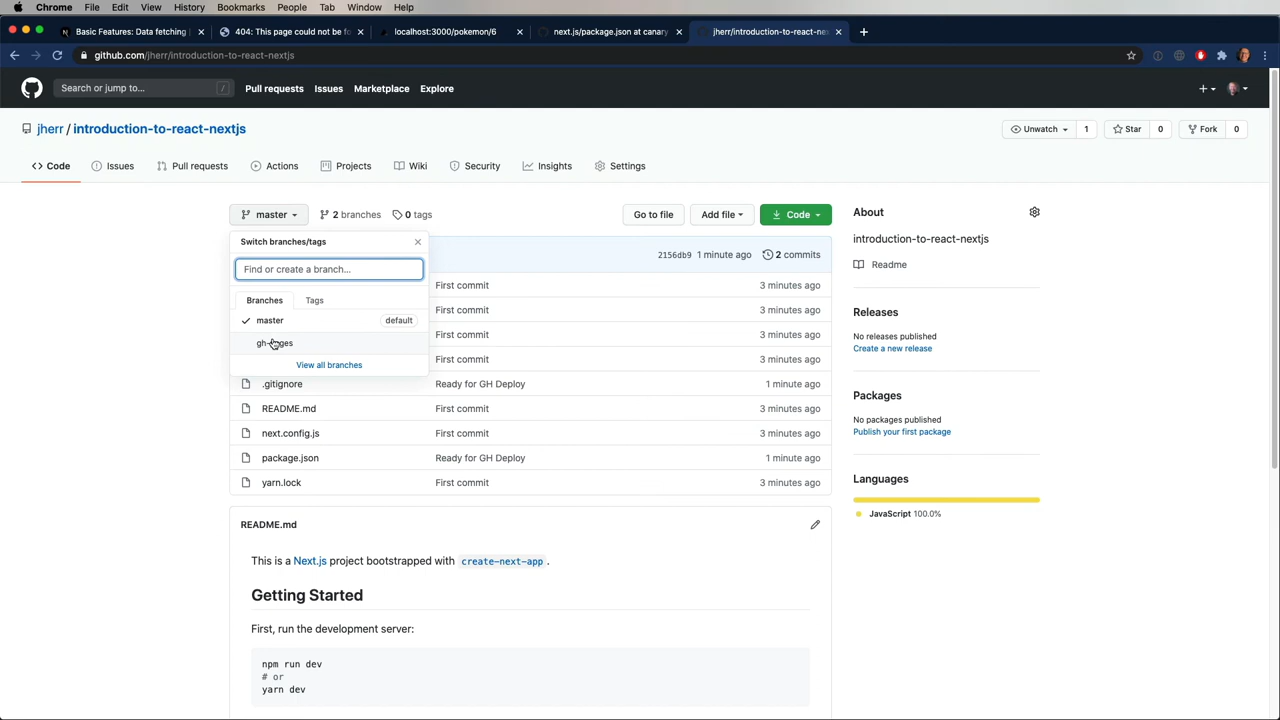 Chrome File Edit View History Bookmarks People Tab Window Help
Basic Features: Data fetching
404: This page could not be fo
localhost:3000/pokemon/6
next.js/package.json at canary
jherr/introduction-to-react-nex
github.com/jherr/introduction-to-react-nextjs
Search or jump to... /
Pull requests Issues Marketplace Explore
jherr / introduction-to-react-nextjs
Unwatch 1 Star 0 Fork 0
Code Issues Pull requests Actions Projects Wiki Security Insights Settings
master 2 branches 0 tags Go to file Add file Code
Switch branches/tags
Find or create a branch...
Branches Tags
master default
View all branches
2156db9 1 minute ago 2 commits
First commit 3 minutes ago
First commit 3 minutes ago
First commit 3 minutes ago
First commit 3 minutes ago
.gitignore Ready for GH Deploy 1 minute ago
README.md First commit 3 minutes ago
next.config.js First commit 3 minutes ago
package.json Ready for GH Deploy 1 minute ago
yarn.lock First commit 3 minutes ago
README.md
This is a Next.js project bootstrapped with create-next-app .
Getting Started
First, run the development server:
npm run dev
# or
yarn dev
About
introduction-to-react-nextjs
Readme
Releases
No releases published
Create a new release
Packages
No packages published
Publish your first package
Languages
JavaScript 100.0%